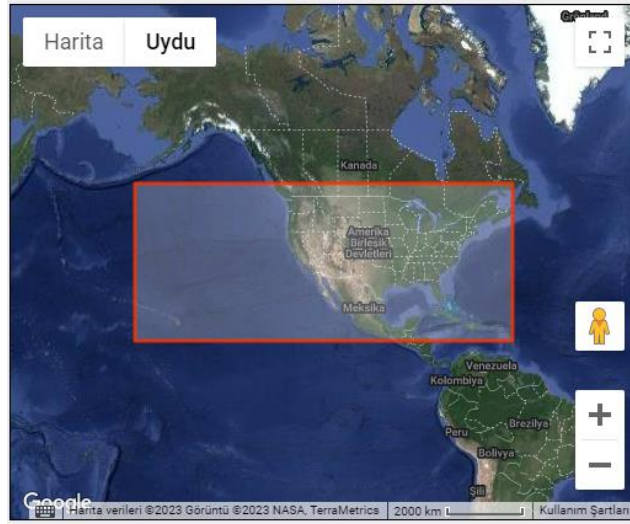 Grönland
Harita
Uydu
Kanada
Amerika
Birleşik
Devletleri
Meksika
Venezuela
Kolombiya
Brezilya
Peru
Bolivya
Şili
Google
Harita verileri ©2023 Görüntü ©2023 NASA, TerraMetrics
2000 km
Kullanım Şartları